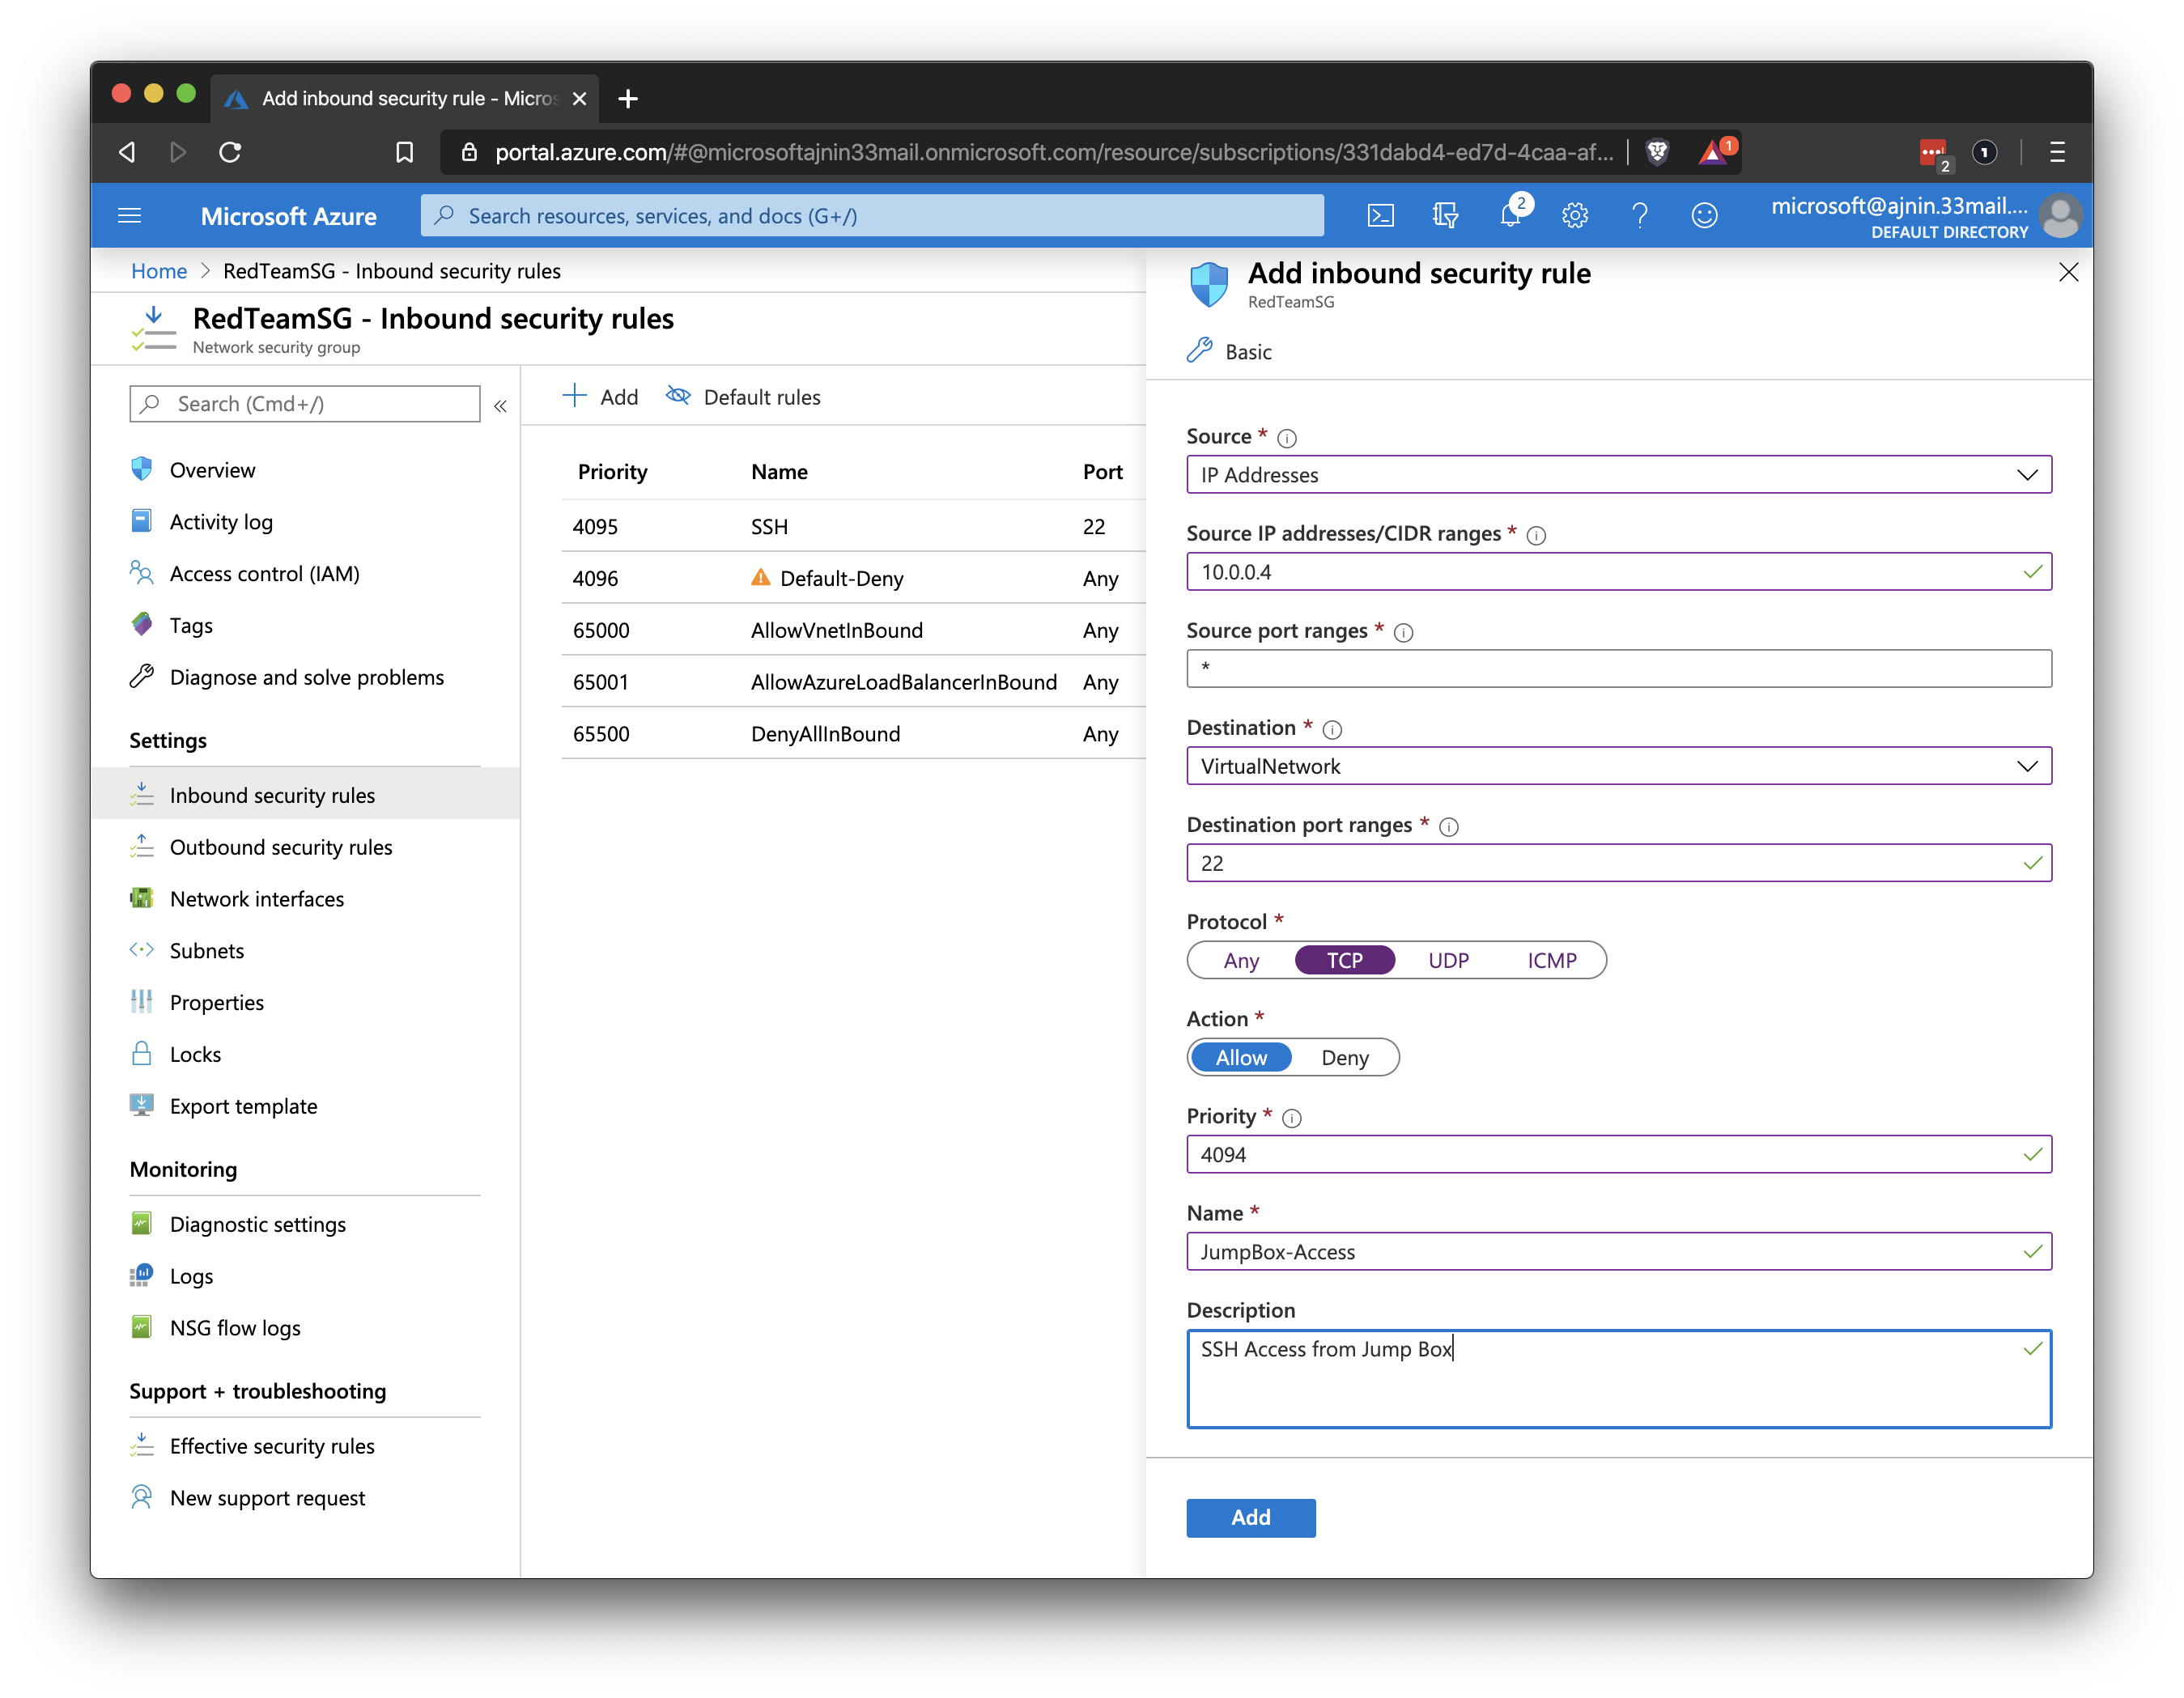 Add inbound security rule - Micros
portal.azure.com/#@microsoftajnin33mail.onmicrosoft.com/resource/subscriptions/331dabd4-ed7d-4caa-af...
1
2
1
Microsoft Azure
Search resources, services, and docs (G+/)
2
microsoft@ajnin.33mail....
DEFAULT DIRECTORY
Home > RedTeamSG - Inbound security rules
RedTeamSG - Inbound security rules
Network security group
Search (Cmd+/)
«
Overview
Activity log
Access control (IAM)
Tags
Diagnose and solve problems
Settings
Inbound security rules
Outbound security rules
Network interfaces
Subnets
Properties
Locks
Export template
Monitoring
Diagnostic settings
Logs
NSG flow logs
Support + troubleshooting
Effective security rules
New support request
Add Default rules
Priority Name Port
4095 SSH 22
4096 Default-Deny Any
65000 AllowVnetInBound Any
65001 AllowAzureLoadBalancerInBound Any
65500 DenyAllInBound Any
Add inbound security rule
RedTeamSG
Basic
Source *
IP Addresses
Source IP addresses/CIDR ranges *
10.0.0.4
Source port ranges *
*
Destination *
VirtualNetwork
Destination port ranges *
22
Protocol *
Any TCP UDP ICMP
Action *
Allow Deny
Priority *
4094
Name *
JumpBox-Access
Description
SSH Access from Jump Box
Add